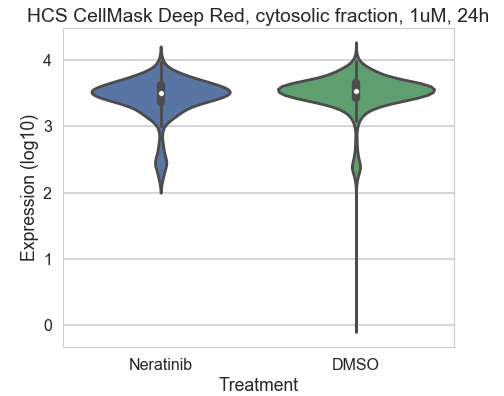 HCS CellMask Deep Red, cytosolic fraction, 1uM, 24h
4
3
2
1
0
Expression (log10)
Neratinib
DMSO
Treatment